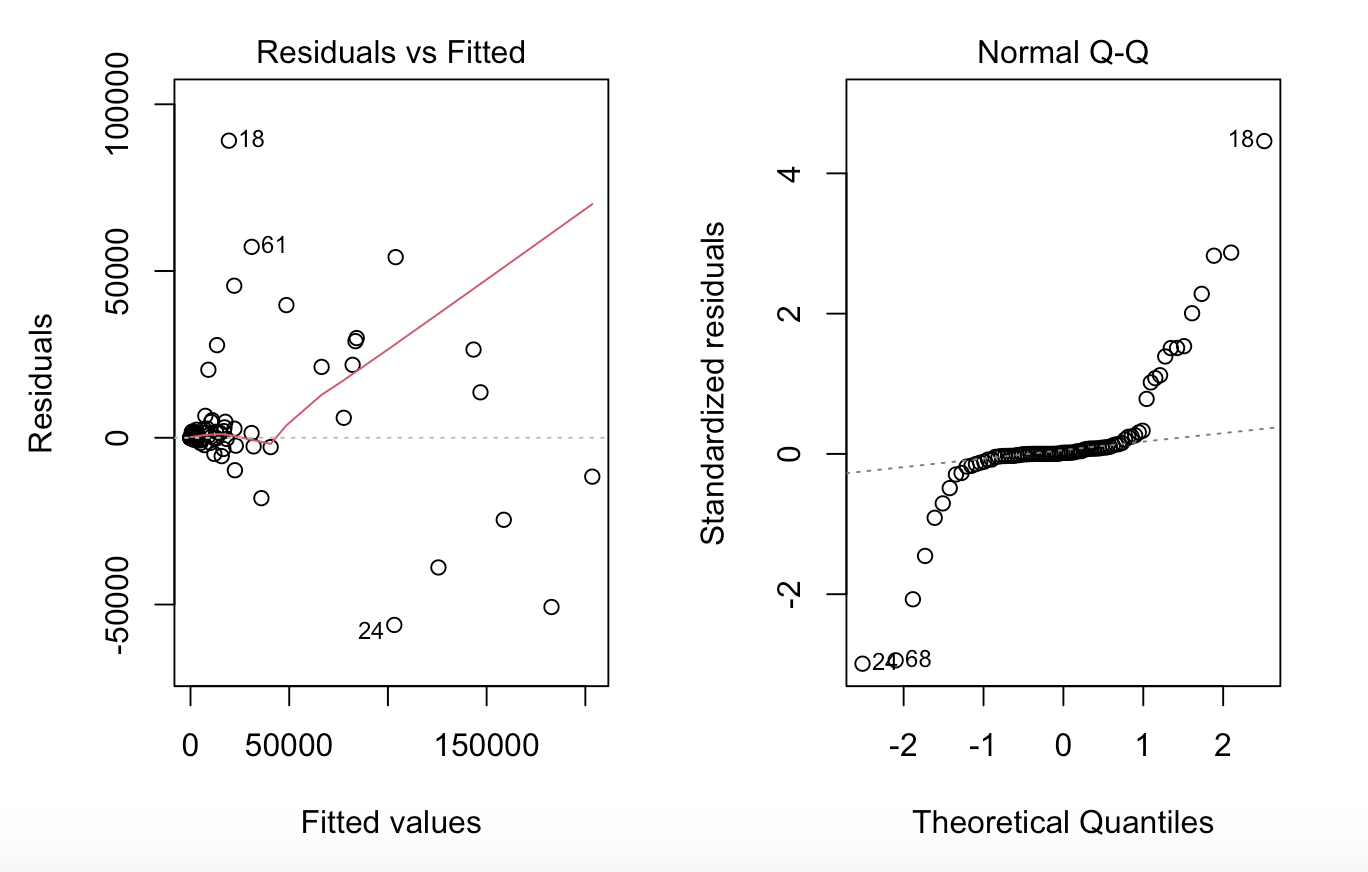 Residuals vs Fitted
Residuals
100000
50000
0
-50000
18
61
24
0 50000 150000
Fitted values
Normal Q-Q
Standardized residuals
4
2
0
-2
18
24
68
-2 -1 0 1 2
Theoretical Quantiles